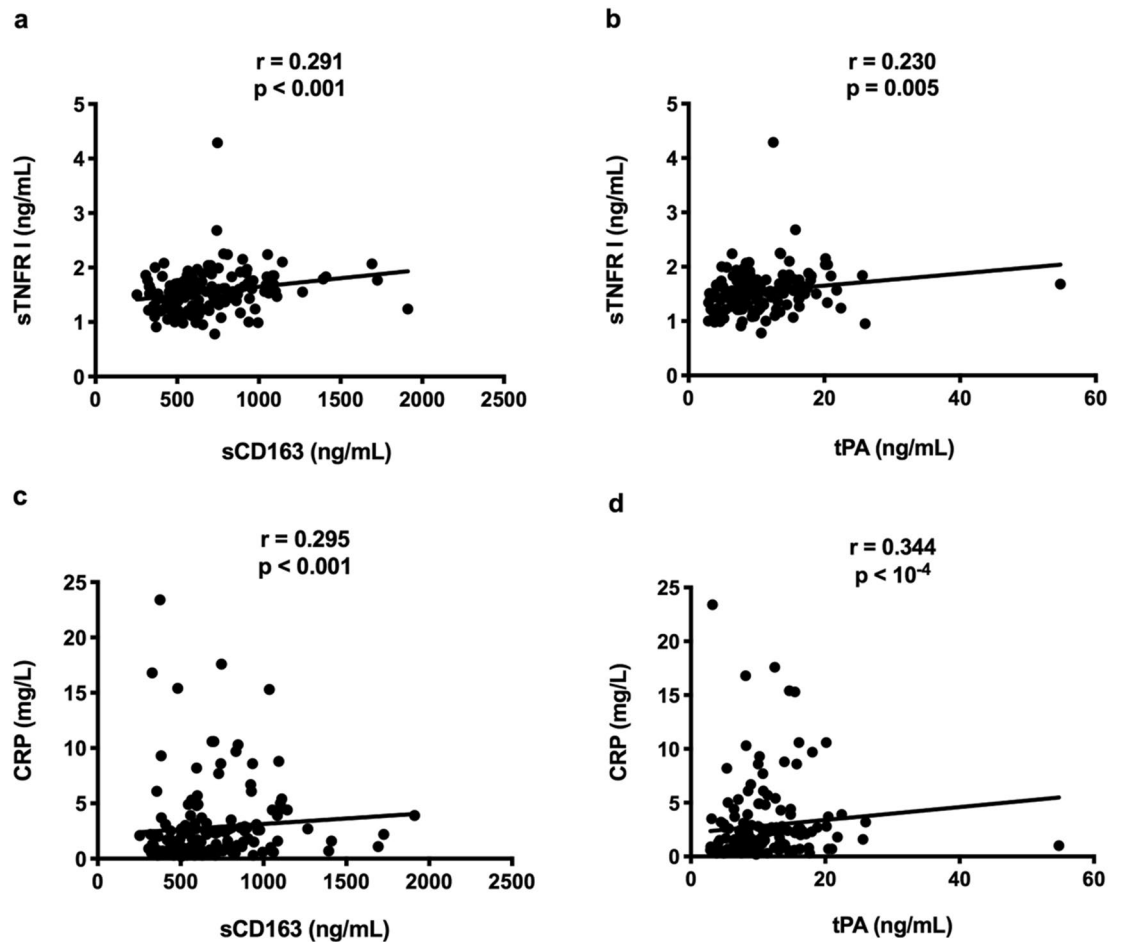 a
r = 0.291
p < 0.001
sTNFR I (ng/mL)
5
4
3
2
1
0
0 500 1000 1500 2000 2500
sCD163 (ng/mL)
b
r = 0.230
p = 0.005
sTNFR I (ng/mL)
5
4
3
2
1
0
0 20 40 60
tPA (ng/mL)
c
r = 0.295
p < 0.001
CRP (mg/L)
25
20
15
10
5
0
0 500 1000 1500 2000 2500
sCD163 (ng/mL)
d
r = 0.344
p < 10⁻⁴
CRP (mg/L)
25
20
15
10
5
0
0 20 40 60
tPA (ng/mL)